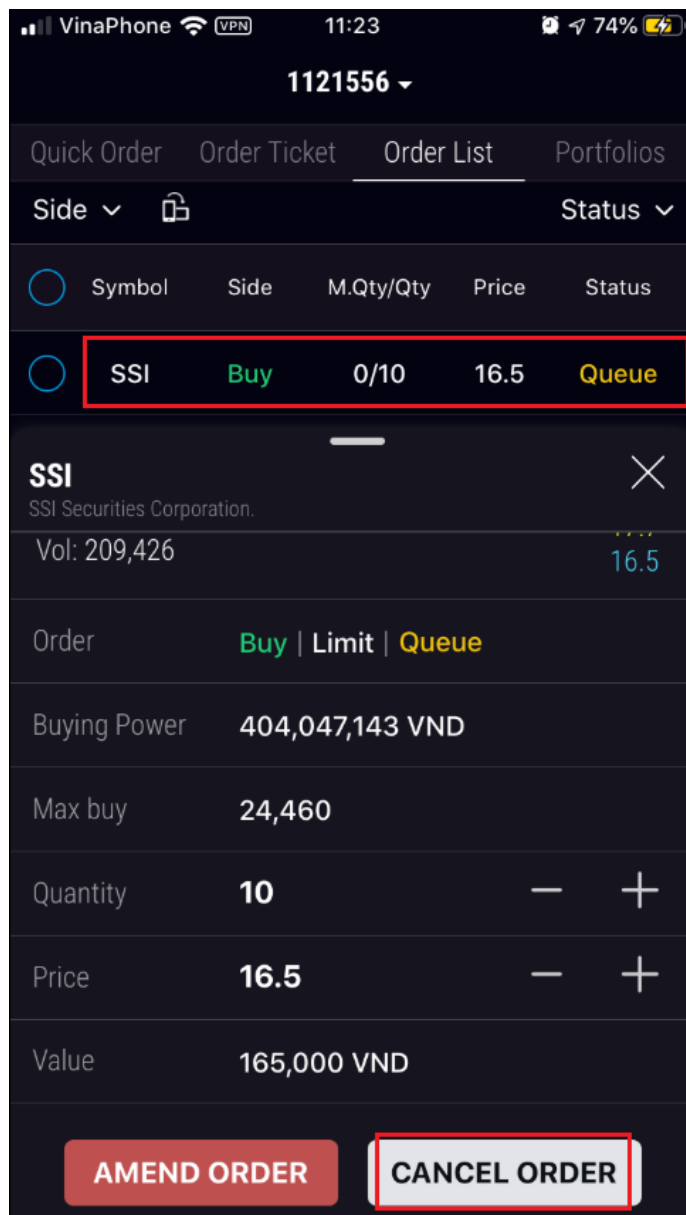 VinaPhone VPN 11:23 74%
1121556
Quick Order Order Ticket Order List Portfolios
Side Status
Symbol Side M.Qty/Qty Price Status
SSI Buy 0/10 16.5 Queue
SSI
SSI Securities Corporation.
Vol: 209,426
16.5
Order Buy | Limit | Queue
Buying Power 404,047,143 VND
Max buy 24,460
Quantity 10
Price 16.5
Value 165,000 VND
AMEND ORDER CANCEL ORDER